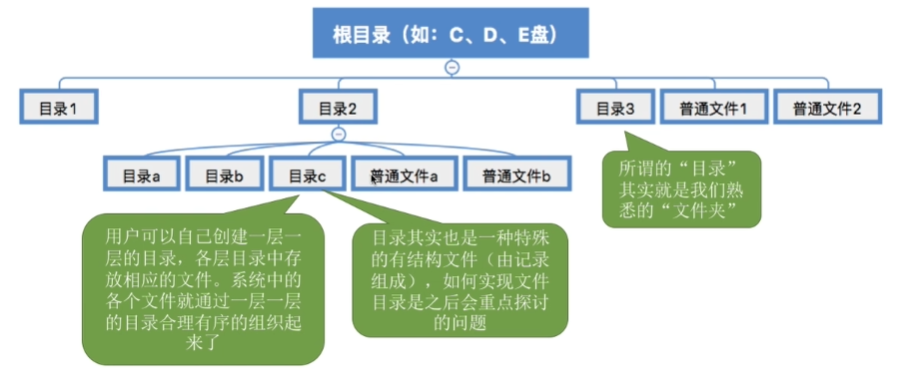 根目录（如：C、D、E盘）
目录1
目录2
目录3
普通文件1
普通文件2
目录a
目录b
目录c
普通文件a
普通文件b
所谓的“目录”
其实就是我们熟
悉的“文件夹”
用户可以自己创建一层一
层的目录，各层目录中存
放相应的文件。系统中的
各个文件就通过一层一层
的目录合理有序的组织起
来了
目录其实也是一种特殊
的有结构文件（由记录
组成），如何实现文件
目录是之后会重点探讨
的问题